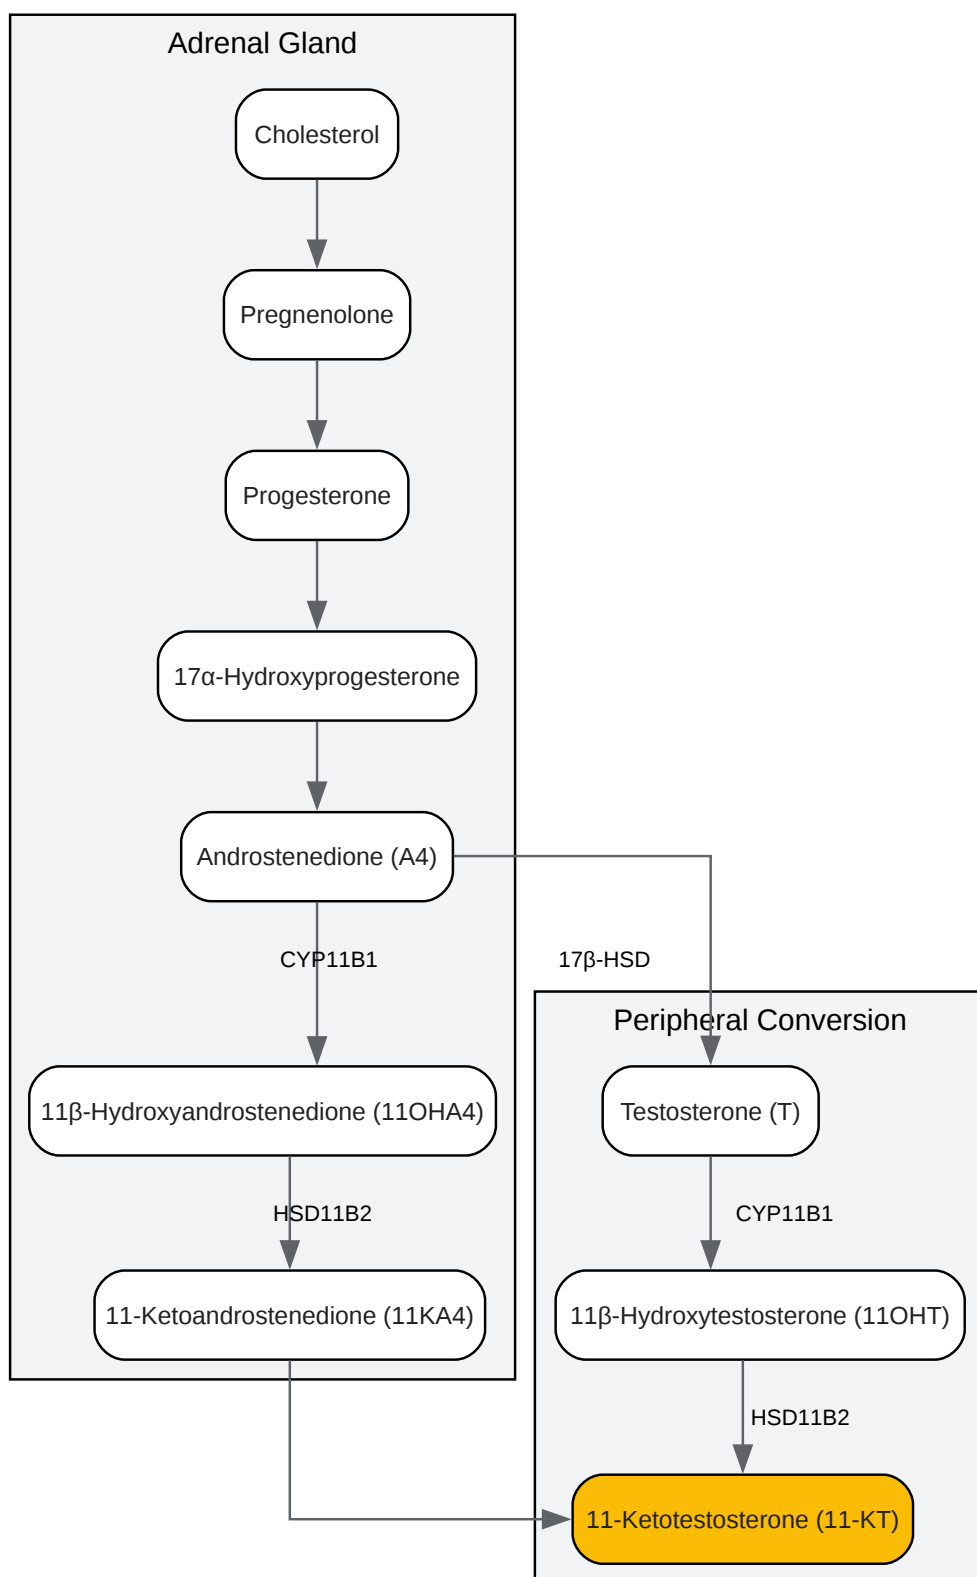 Adrenal Gland
Cholesterol
Pregnenolone
Progesterone
17α-Hydroxyprogesterone
Androstenedione (A4)
CYP11B1
17β-HSD
Peripheral Conversion
11β-Hydroxyandrostenedione (11OHA4)
Testosterone (T)
HSD11B2
CYP11B1
11-Ketoandrostenedione (11KA4)
11β-Hydroxytestosterone (11OHT)
HSD11B2
11-Ketotestosterone (11-KT)